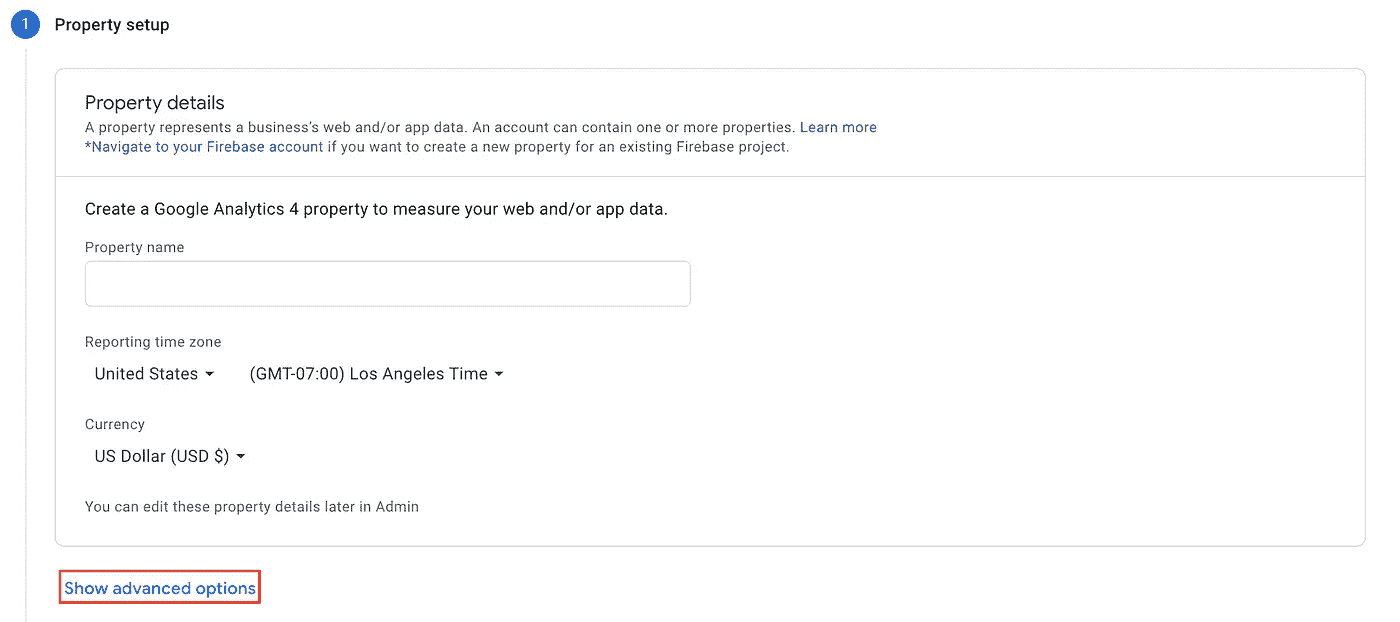 1 Property setup
Property details
A property represents a business's web and/or app data. An account can contain one or more properties. Learn more
*Navigate to your Firebase account if you want to create a new property for an existing Firebase project.
Create a Google Analytics 4 property to measure your web and/or app data.
Property name
Reporting time zone
United States (GMT-07:00) Los Angeles Time
Currency
US Dollar (USD $)
You can edit these property details later in Admin
Show advanced options